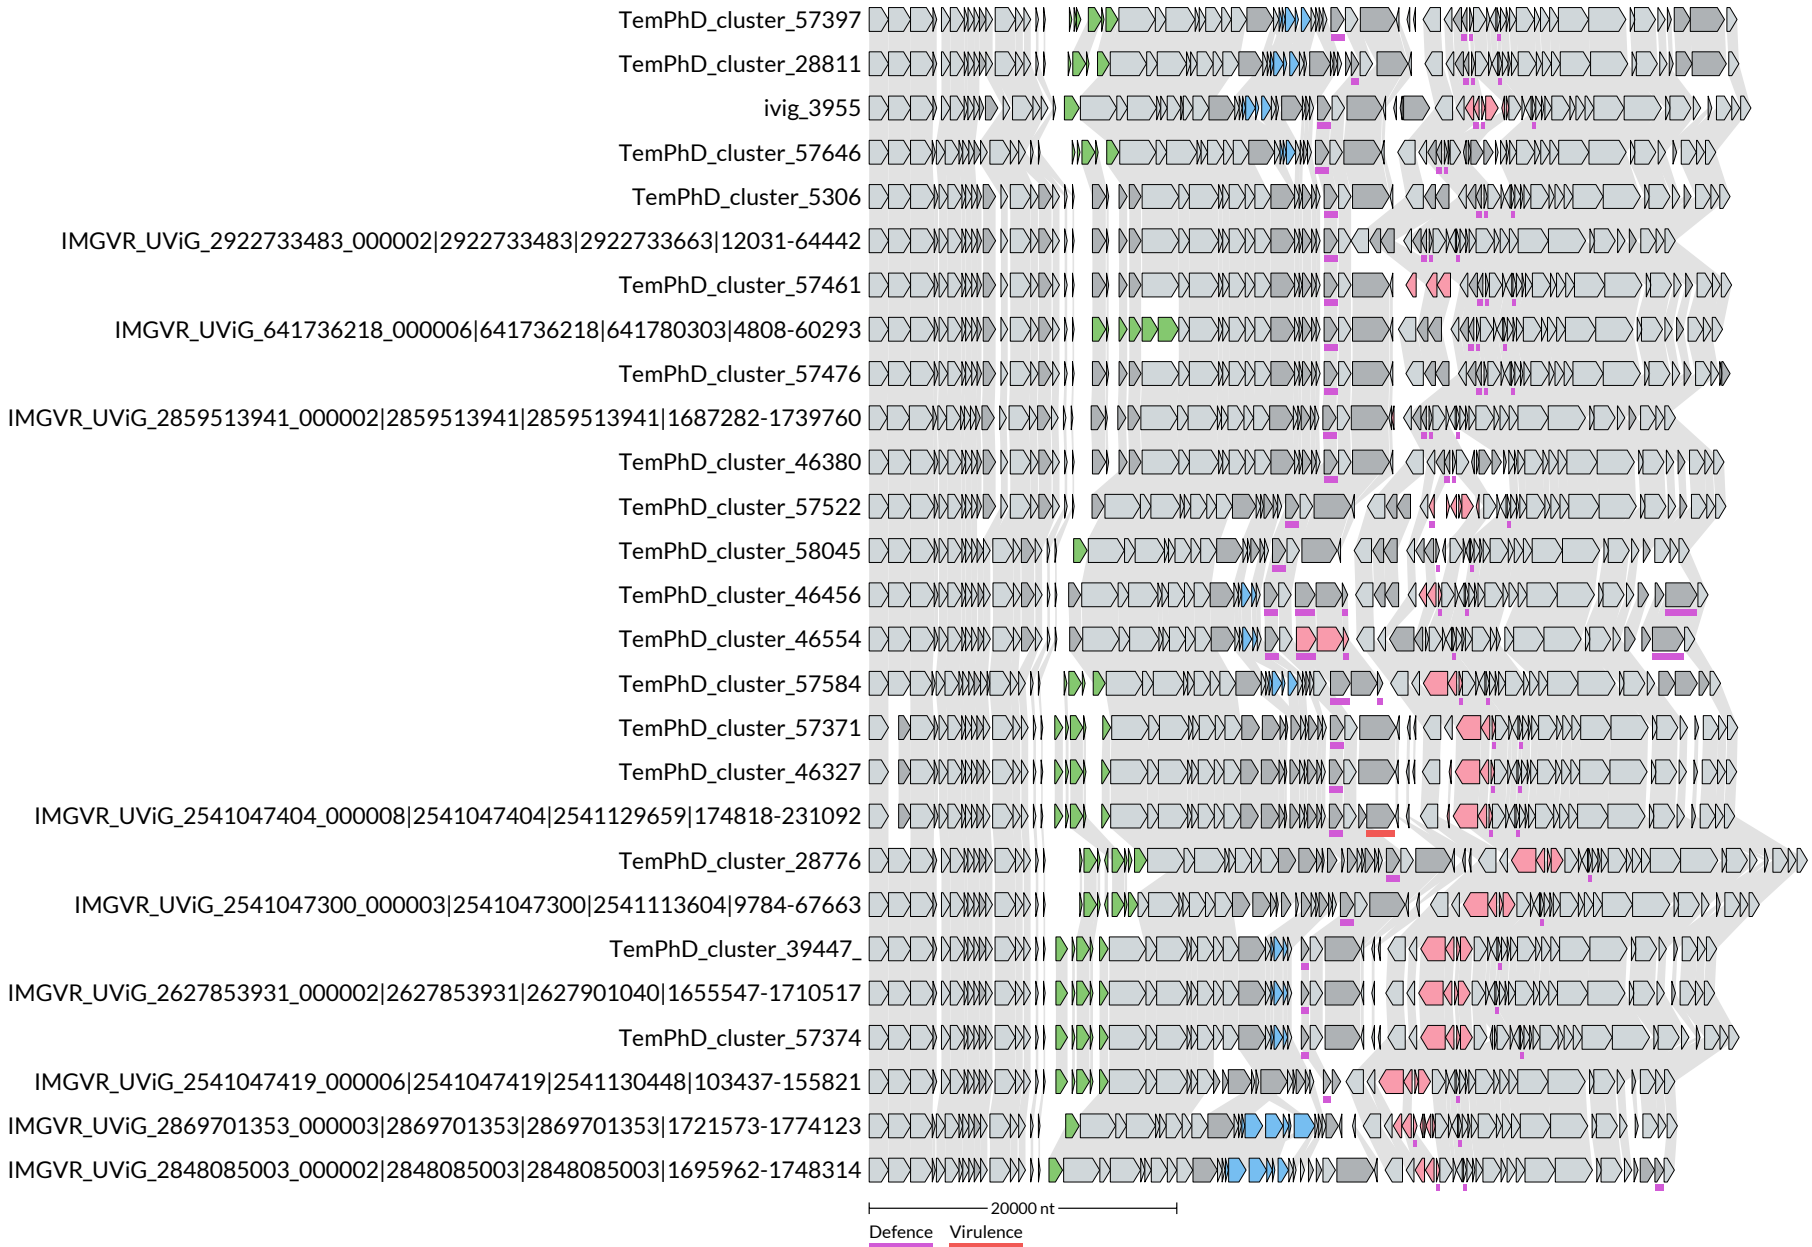 TemPhD_cluster_57397
TemPhD_cluster_28811
ivig_3955
TemPhD_cluster_57646
TemPhD_cluster_5306
IMGVR_UViG_2922733483_000002|2922733483|2922733663|12031-64442
TemPhD_cluster_57461
IMGVR_UViG_641736218_000006|641736218|641780303|4808-60293
TemPhD_cluster_57476
IMGVR_UViG_2859513941_000002|2859513941|2859513941|1687282-1739760
TemPhD_cluster_46380
TemPhD_cluster_57522
TemPhD_cluster_58045
TemPhD_cluster_46456
TemPhD_cluster_46554
TemPhD_cluster_57584
TemPhD_cluster_57371
TemPhD_cluster_46327
IMGVR_UViG_2541047404_000008|2541047404|2541129659|174818-231092
TemPhD_cluster_28776
IMGVR_UViG_2541047300_000003|2541047300|2541113604|9784-67663
TemPhD_cluster_39447_
IMGVR_UViG_2627853931_000002|2627853931|2627901040|1655547-1710517
TemPhD_cluster_57374
IMGVR_UViG_2541047419_000006|2541047419|2541130448|103437-155821
IMGVR_UViG_2869701353_000003|2869701353|2869701353|1721573-1774123
IMGVR_UViG_2848085003_000002|2848085003|2848085003|1695962-1748314
20000 nt
Defence Virulence